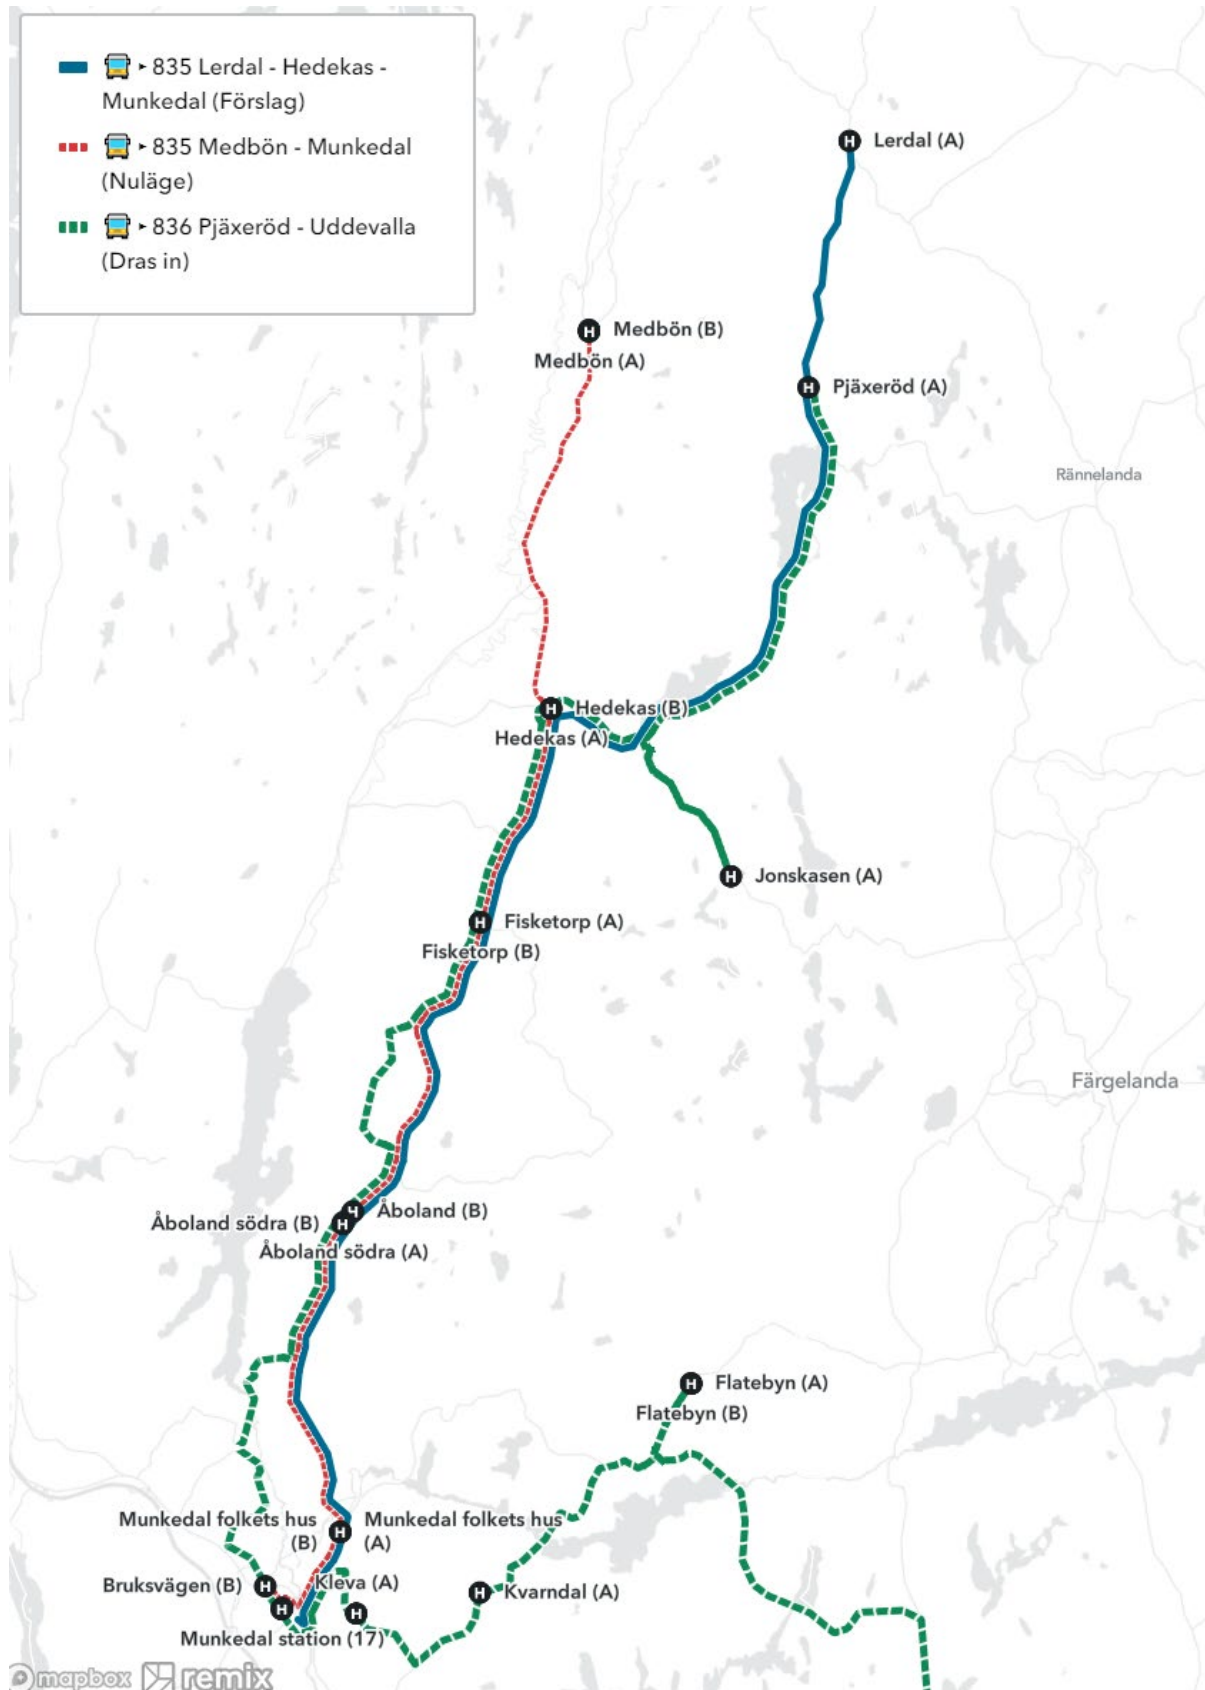 835 Lerdal - Hedekas -
Munkedal (Förslag)
835 Medbön - Munkedal
(Nuläge)
836 Pjäxeröd - Uddevalla
(Dras in)
H Lerdal (A)
H Medbön (B)
Medbön (A)
H Pjäxeröd (A)
Rännelanda
H Hedekas (B)
Hedekas (A)
H Jonskasen (A)
H Fisketorp (A)
Fisketorp (B)
Färgelanda
H Åboland (B)
Åboland södra (B) H
Åboland södra (A)
H Flatebyn (A)
Flatebyn (B)
Munkedal folkets hus
(B)
H Munkedal folkets hus
(A)
Bruksvägen (B) H
Kleva (A)
H
H Kvarndal (A)
H
Munkedal station (17)
mapbox remix